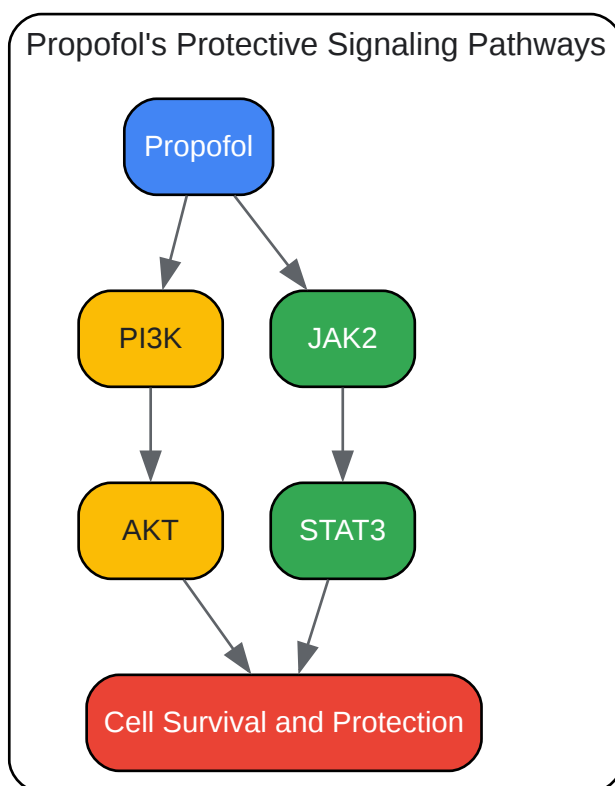 Propofol's Protective Signaling Pathways
Propofol
PI3K
JAK2
AKT
STAT3
Cell Survival and Protection